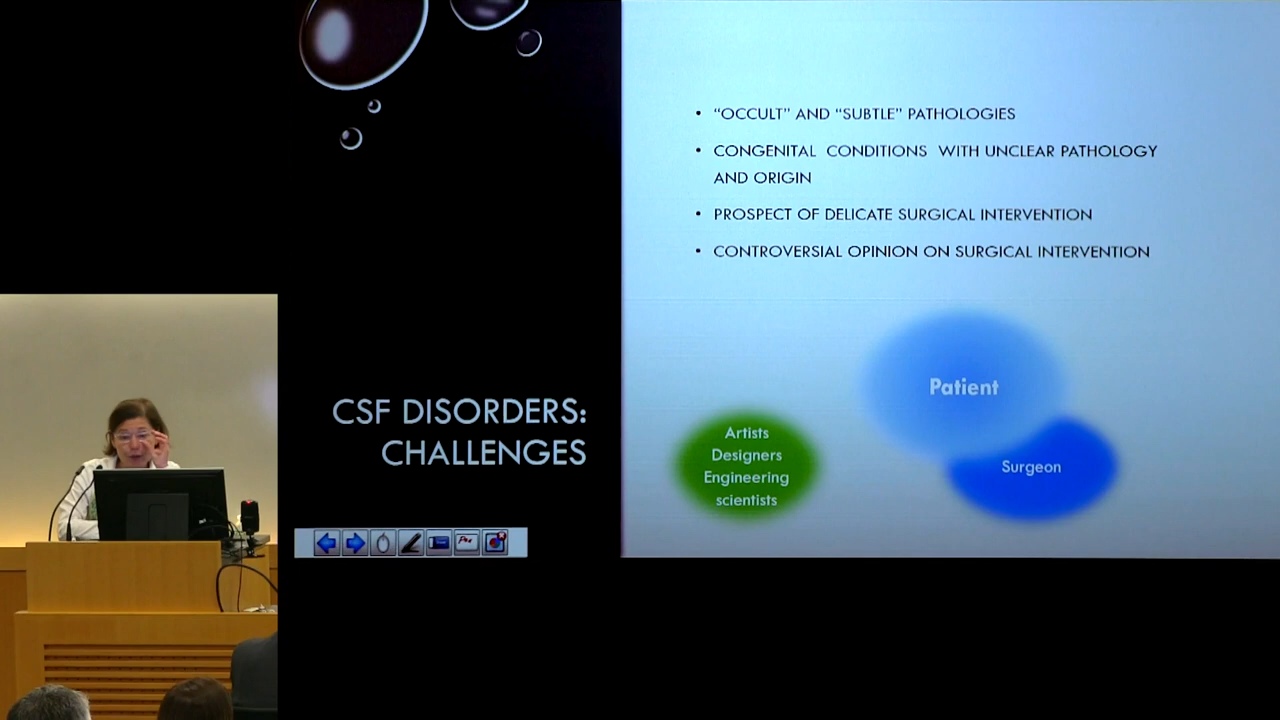 • “OCCULT” AND “SUBTLE” PATHOLOGIES
• CONGENITAL CONDITIONS WITH UNCLEAR PATHOLOGY
AND ORIGIN
• PROSPECT OF DELICATE SURGICAL INTERVENTION
• CONTROVERSIAL OPINION ON SURGICAL INTERVENTION
CSF DISORDERS:
CHALLENGES
Patient
Artists
Designers
Engineering
scientists
Surgeon